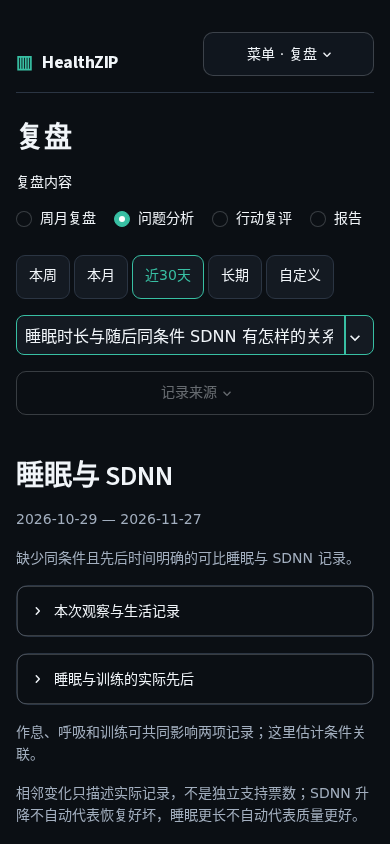 HealthZIP
菜单 · 复盘
复盘
复盘内容
周月复盘 问题分析 行动复评 报告
本周 本月 近30天 长期 自定义
睡眠时长与随后同条件 SDNN 有怎样的关系
记录来源
睡眠与 SDNN
2026-10-29 — 2026-11-27
缺少同条件且先后时间明确的可比睡眠与 SDNN 记录。
本次观察与生活记录
睡眠与训练的实际先后
作息、呼吸和训练可共同影响两项记录；这里估计条件关
联。
相邻变化只描述实际记录，不是独立支持票数；SDNN 升
降不自动代表恢复好坏，睡眠更长不自动代表质量更好。